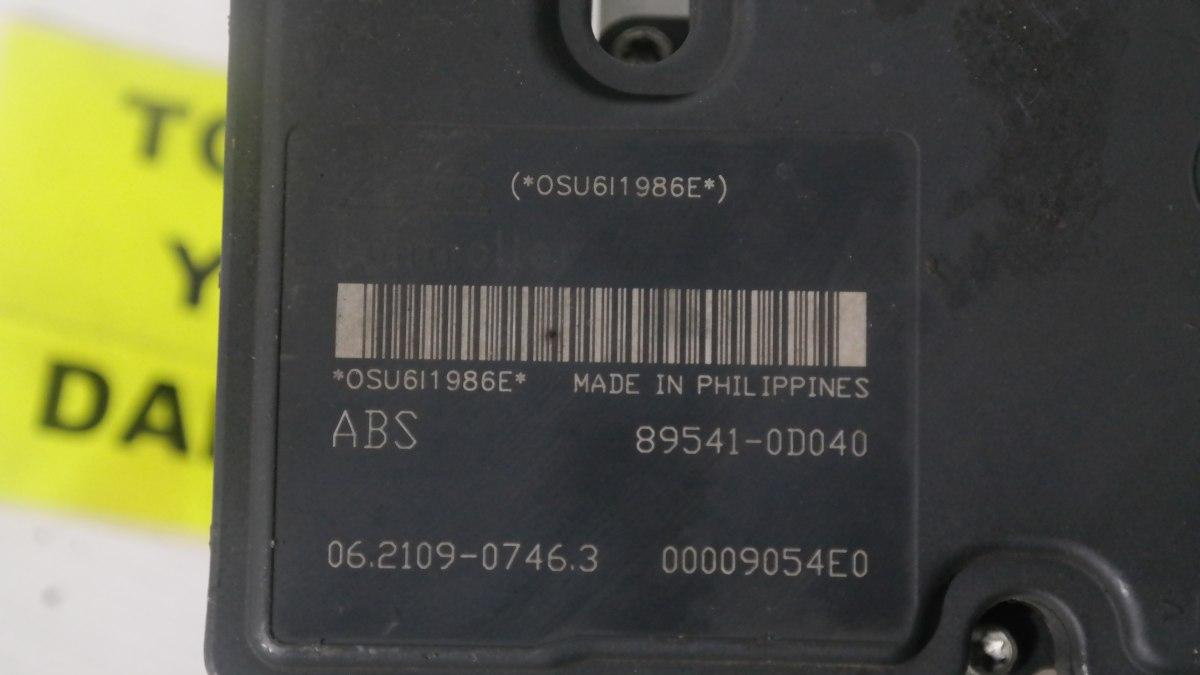 (*OSU6I1986E*)
*OSU6I1986E* MADE IN PHILIPPINES
ABS 89541-0D040
06.2109-0746.3 00009054E0